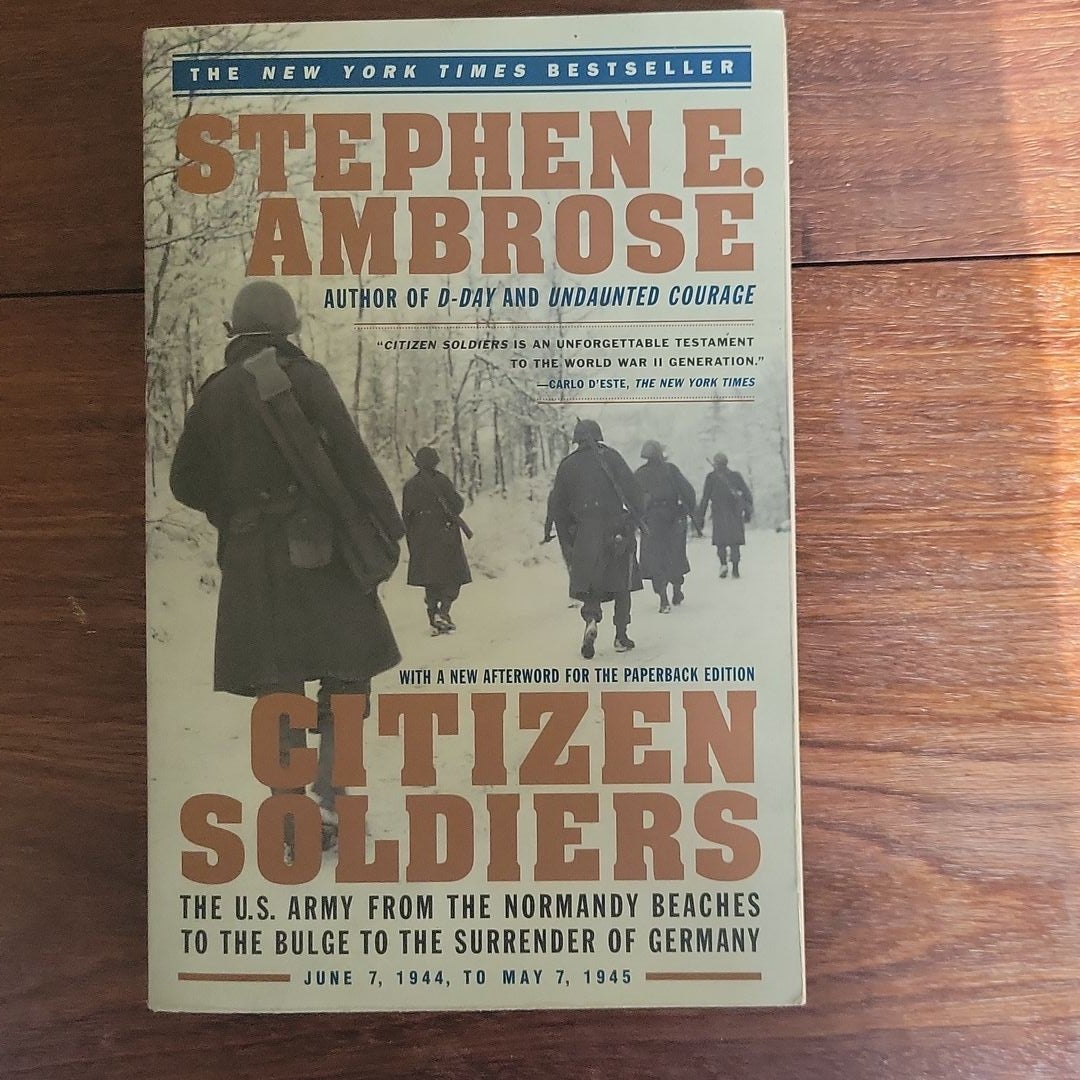 THE NEW YORK TIMES BESTSELLER
STEPHEN E.
AMBROSE
AUTHOR OF D-DAY AND UNDAUNTED COURAGE
“CITIZEN SOLDIERS IS AN UNFORGETTABLE TESTAMENT
TO THE WORLD WAR II GENERATION.”
—CARLO D'ESTE, THE NEW YORK TIMES
WITH A NEW AFTERWORD FOR THE PAPERBACK EDITION
CITIZEN
SOLDIERS
THE U.S. ARMY FROM THE NORMANDY BEACHES
TO THE BULGE TO THE SURRENDER OF GERMANY
JUNE 7, 1944, TO MAY 7, 1945